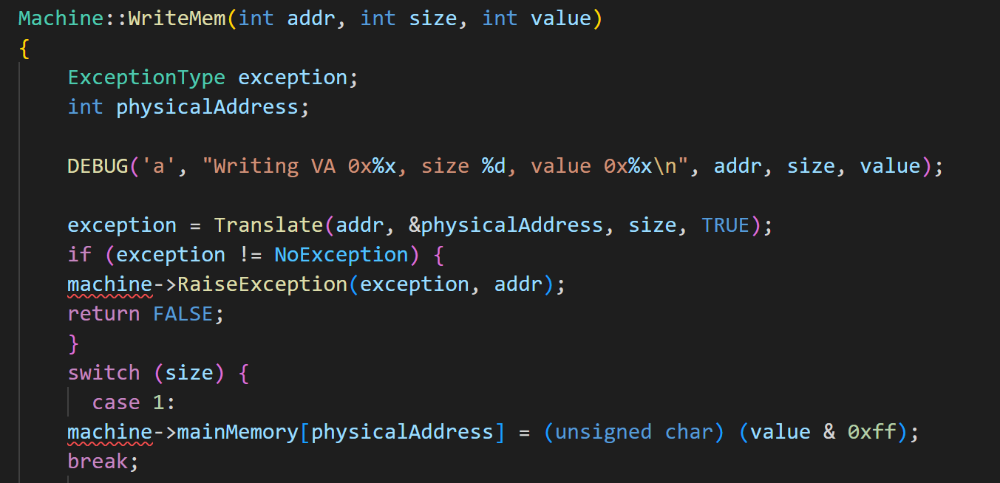 Machine::WriteMem(int addr, int size, int value)
{
ExceptionType exception;
int physicalAddress;
DEBUG('a', "Writing VA 0x%x, size %d, value 0x%x\n", addr, size, value);
exception = Translate(addr, &physicalAddress, size, TRUE);
if (exception != NoException) {
machine->RaiseException(exception, addr);
return FALSE;
}
switch (size) {
case 1:
machine->mainMemory[physicalAddress] = (unsigned char) (value & 0xff);
break;